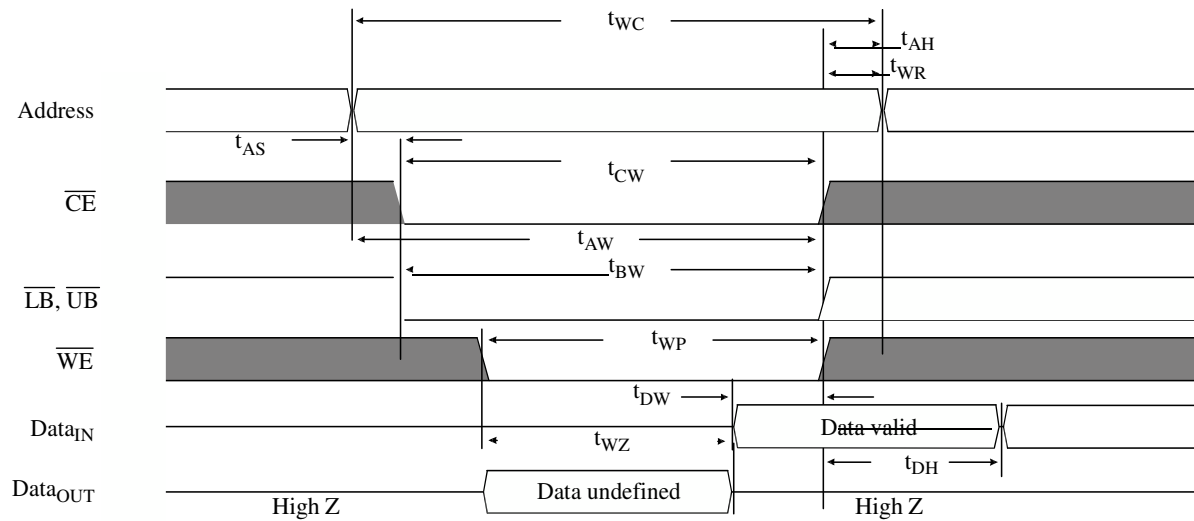 tWC
tAH
tWR
Address
tAS
tCW
CE
tAW
tBW
LB, UB
tWP
WE
tDW
DataIN
Data valid
tWZ
tDH
DataOUT
Data undefined
High Z
High Z